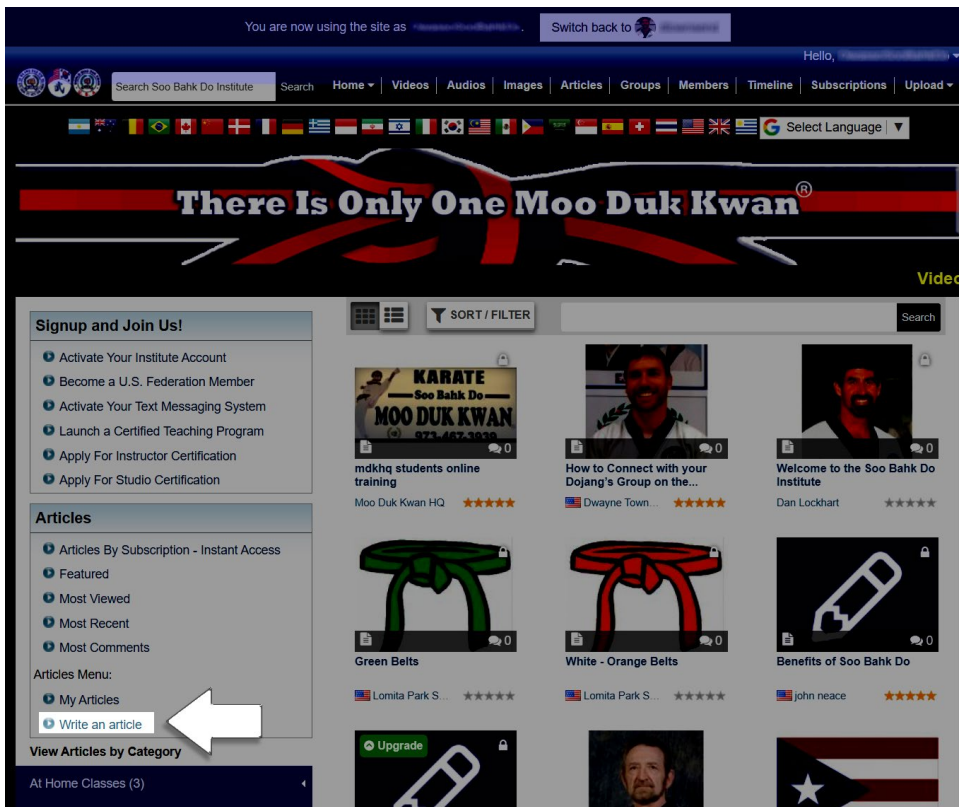 You are now using the site as .
Switch back to
Hello,
Search Soo Bahk Do Institute
Search
Home
Videos
Audios
Images
Articles
Groups
Members
Timeline
Subscriptions
Upload
Select Language
There Is Only One Moo Duk Kwan®
Video
Signup and Join Us!
Activate Your Institute Account
Become a U.S. Federation Member
Activate Your Text Messaging System
Launch a Certified Teaching Program
Apply For Instructor Certification
Apply For Studio Certification
Articles
Articles By Subscription - Instant Access
Featured
Most Viewed
Most Recent
Most Comments
Articles Menu:
My Articles
Write an article
View Articles by Category
At Home Classes (3)
SORT / FILTER
Search
KARATE
Soo Bahk Do
MOO DUK KWAN
973-467-3939
0
mdkhq students online
training
Moo Duk Kwan HQ
0
How to Connect with your
Dojang's Group on the...
Dwayne Town...
0
Welcome to the Soo Bahk Do
Institute
Dan Lockhart
0
Green Belts
Lomita Park S...
0
White - Orange Belts
Lomita Park S...
0
Benefits of Soo Bahk Do
john neace
Upgrade